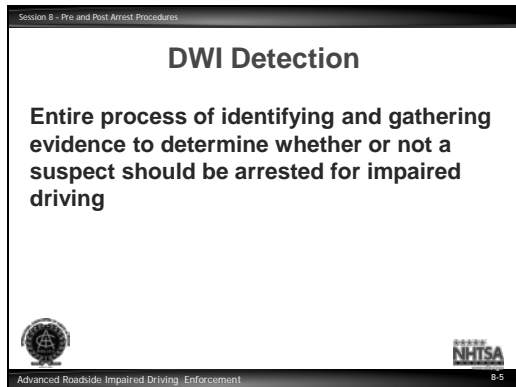 Session 8 - Pre and Post Arrest Procedures
DWI Detection
Entire process of identifying and gathering
evidence to determine whether or not a
suspect should be arrested for impaired
driving
NHTSA
Advanced Roadside Impaired Driving Enforcement
8-5